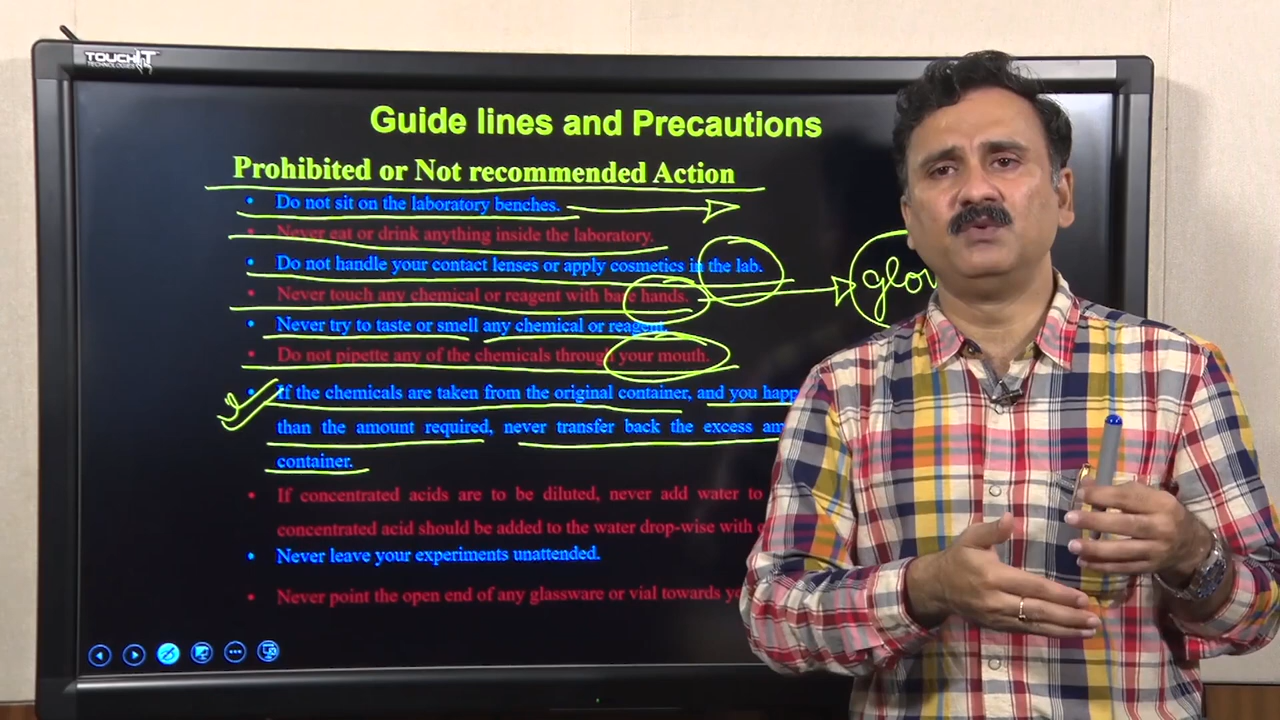 TOUCHIT
TECHNOLOGIES
Guide lines and Precautions
Prohibited or Not recommended Action
• Do not sit on the laboratory benches.
• Never eat or drink anything inside the laboratory.
• Do not handle your contact lenses or apply cosmetics in the lab.
• Never touch any chemical or reagent with bare hands.
glov
• Never try to taste or smell any chemical or reagent.
• Do not pipette any of the chemicals through your mouth.
• If the chemicals are taken from the original container, and you happ
than the amount required, never transfer back the excess am
container.
• If concentrated acids are to be diluted, never add water to
concentrated acid should be added to the water drop-wise with
• Never leave your experiments unattended.
• Never point the open end of any glassware or vial towards